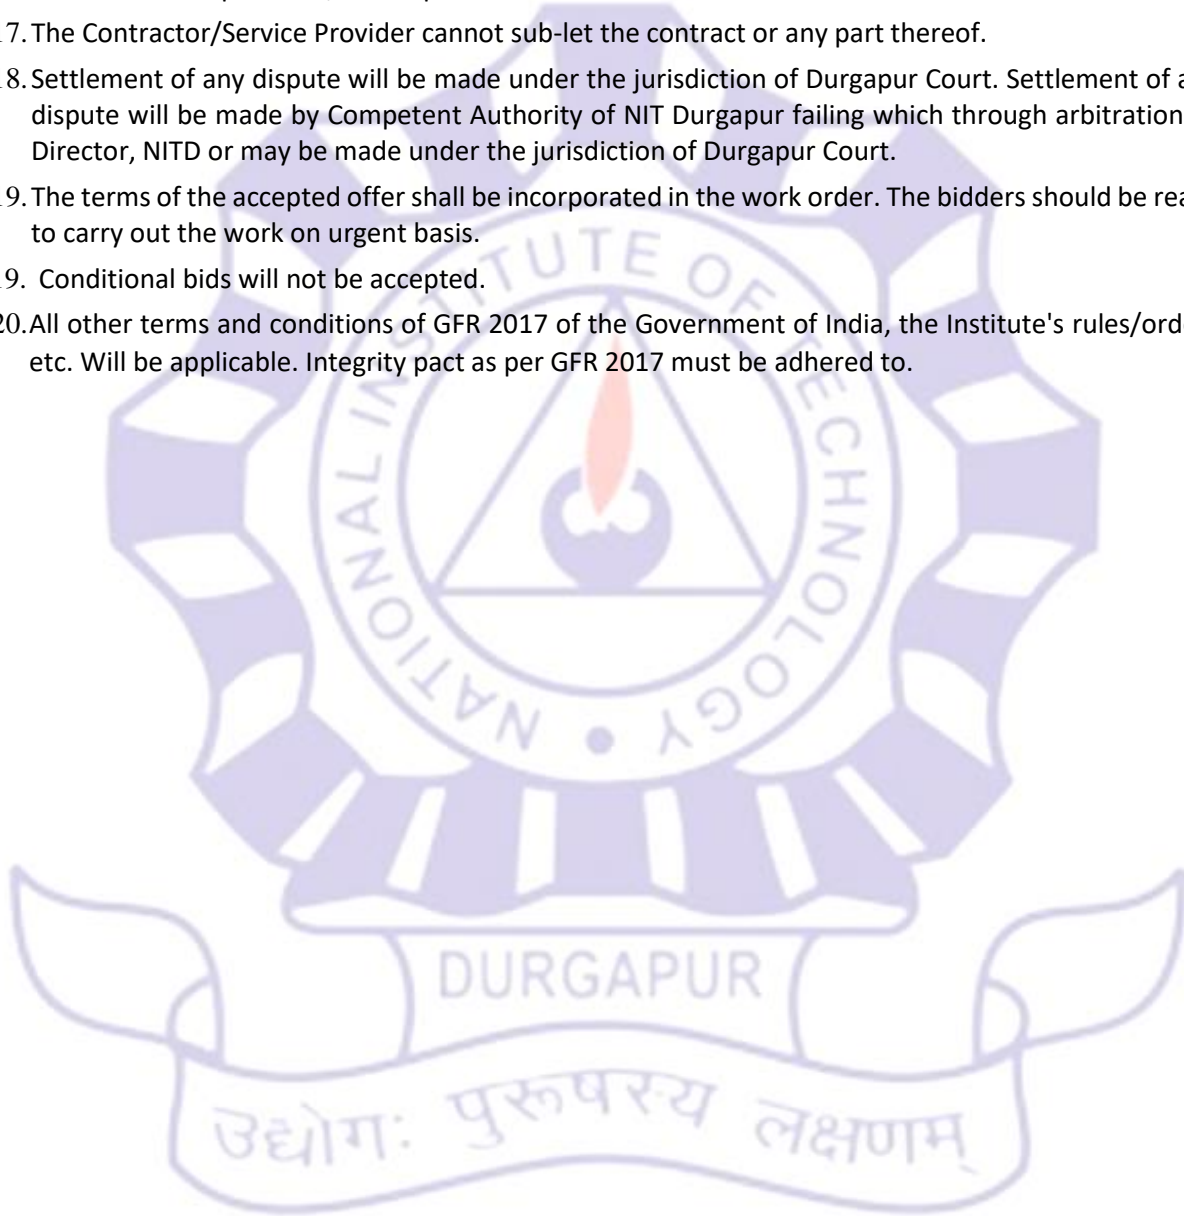 17. The Contractor/Service Provider cannot sub-let the contract or any part thereof.
18. Settlement of any dispute will be made under the jurisdiction of Durgapur Court. Settlement of
dispute will be made by Competent Authority of NIT Durgapur failing which through arbitration
Director, NITD or may be made under the jurisdiction of Durgapur Court.
19. The terms of the accepted offer shall be incorporated in the work order. The bidders should be
to carry out the work on urgent basis.
19. Conditional bids will not be accepted.
20. All other terms and conditions of GFR 2017 of the Government of India, the Institute's
etc. Will be applicable. Integrity pact as per GFR 2017 must be adhered to.
NATIONAL INSTITUTE OF TECHNOLOGY
DURGAPUR
उद्योगः पुरूषस्य लक्षणम्